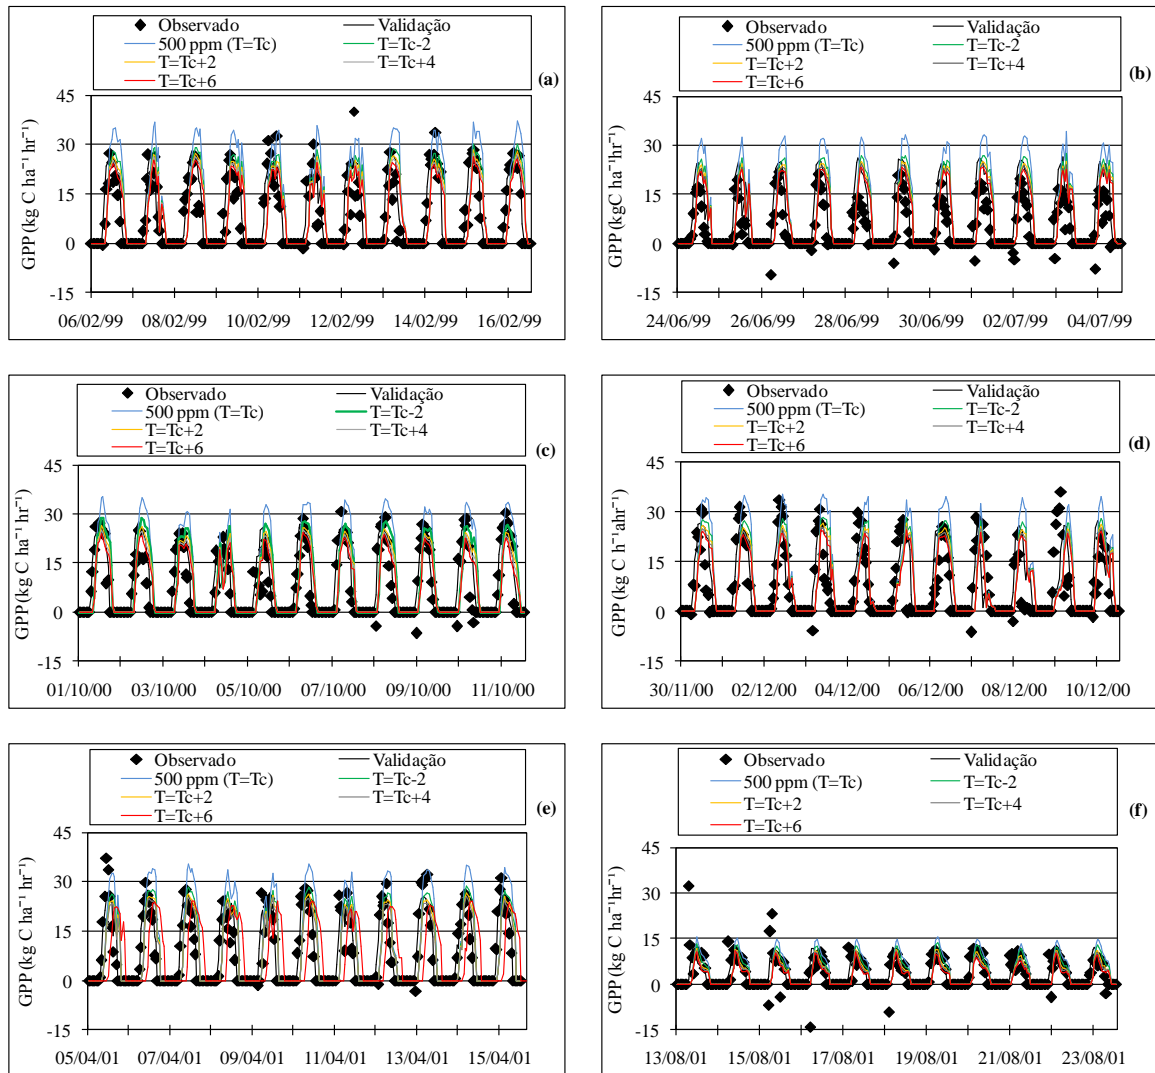 Observado Validação
500 ppm (T=Tc) T=Tc-2
T=Tc+2 T=Tc+4
T=Tc+6
(a)
GPP (kg C ha⁻¹ hr⁻¹)
45
30
15
0
-15
06/02/99 08/02/99 10/02/99 12/02/99 14/02/99 16/02/99
Observado Validação
500 ppm (T=Tc) T=Tc-2
T=Tc+2 T=Tc+4
T=Tc+6
(b)
GPP (kgC ha⁻¹hr⁻¹)
45
30
15
0
-15
24/06/99 26/06/99 28/06/99 30/06/99 02/07/99 04/07/99
Observado Validação
500 ppm (T=Tc) T=Tc-2
T=Tc+2 T=Tc+4
T=Tc+6
(c)
GPP (kg C ha⁻¹ hr⁻¹)
45
30
15
0
-15
01/10/00 03/10/00 05/10/00 07/10/00 09/10/00 11/10/00
Observado Validação
500 ppm (T=Tc) T=Tc-2
T=Tc+2 T=Tc+4
T=Tc+6
(d)
GPP (kg C h⁻¹ahr⁻¹)
45
30
15
0
-15
30/11/00 02/12/00 04/12/00 06/12/00 08/12/00 10/12/00
Observado Validação
500 ppm (T=Tc) T=Tc-2
T=Tc+2 T=Tc+4
T=Tc+6
(e)
GPP (kg C ha⁻¹ hr⁻¹)
45
30
15
0
-15
05/04/01 07/04/01 09/04/01 11/04/01 13/04/01 15/04/01
Observado Validação
500 ppm (T=Tc) T=Tc-2
T=Tc+2 T=Tc+4
T=Tc+6
(f)
GPP (kg C ha⁻¹hr⁻¹)
45
30
15
0
-15
13/08/01 15/08/01 17/08/01 19/08/01 21/08/01 23/08/01